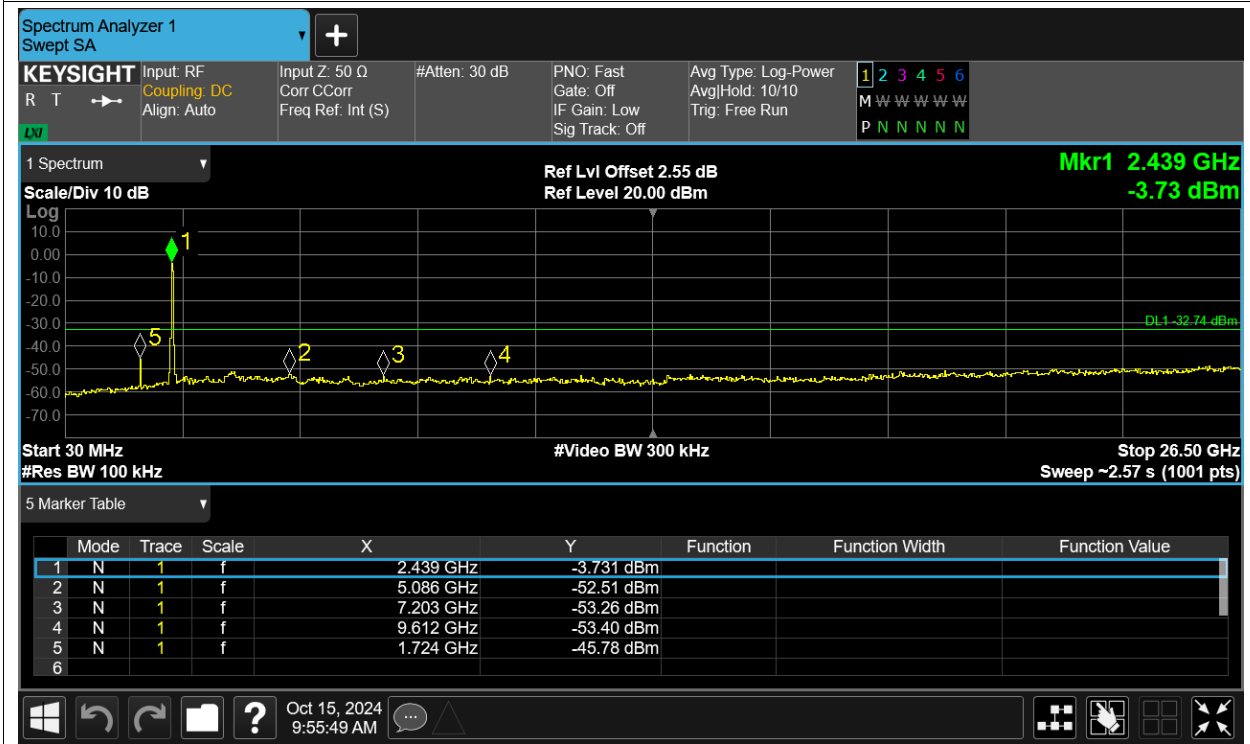 Spectrum Analyzer 1
Swept SA
+
KEYSIGHT Input: RF Input Z: 50 Ω #Atten: 30 dB PNO: Fast Avg Type: Log-Power 1 2 3 4 5 6
R T Coupling: DC Corr CCorr Gate: Off Avg|Hold: 10/10 M W W W W W
Align: Auto Freq Ref: Int (S) IF Gain: Low Trig: Free Run
LXI Sig Track: Off P N N N N N
1 Spectrum Ref Lvl Offset 2.55 dB Mkr1 2.439 GHz
Scale/Div 10 dB Ref Level 20.00 dBm -3.73 dBm
Log
10.0
1
0.00
-10.0
-20.0
-30.0 DL1 -32.74 dBm
5
-40.0
2 3 4
-50.0
-60.0
-70.0
Start 30 MHz #Video BW 300 kHz Stop 26.50 GHz
#Res BW 100 kHz Sweep ~2.57 s (1001 pts)
5 Marker Table
Mode Trace Scale X Y Function Function Width Function Value
1 N 1 f 2.439 GHz -3.731 dBm
2 N 1 f 5.086 GHz -52.51 dBm
3 N 1 f 7.203 GHz -53.26 dBm
4 N 1 f 9.612 GHz -53.40 dBm
5 N 1 f 1.724 GHz -45.78 dBm
6
? Oct 15, 2024
9:55:49 AM